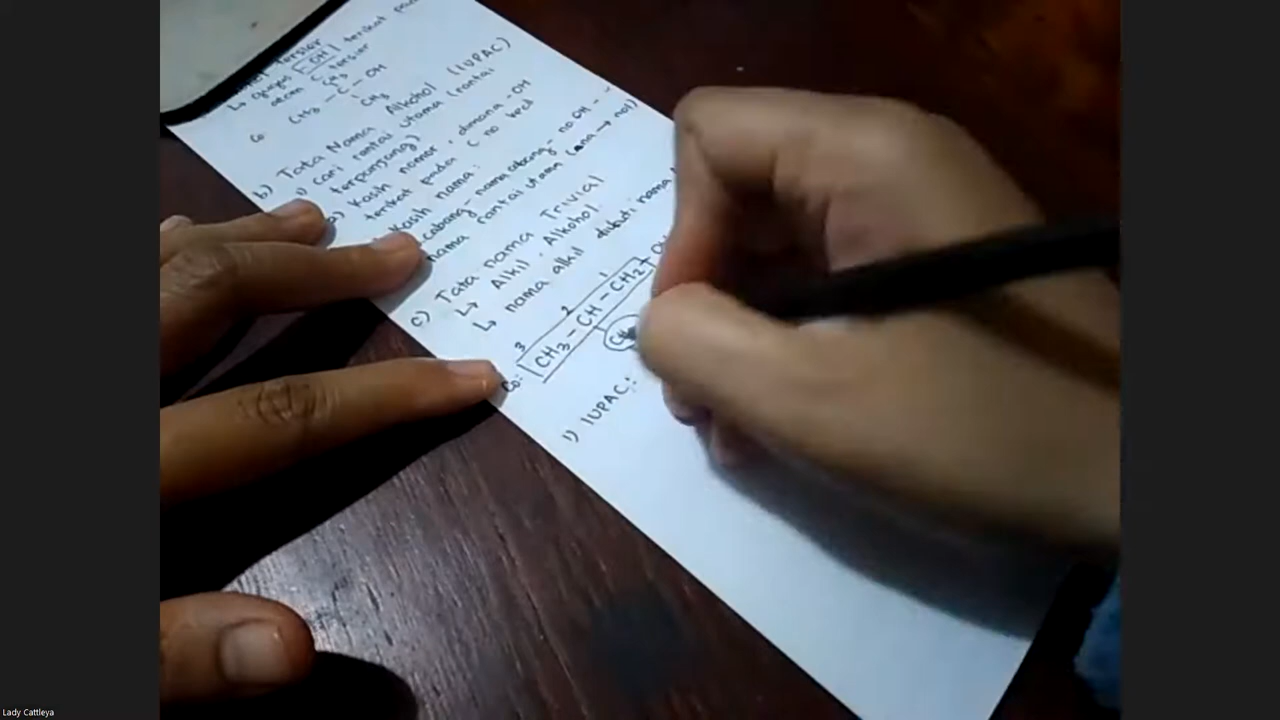 tersier
↳ gugus [-OH] terikat
atom C tersier
CH3
Co CH3 - C - OH
CH3
b) Tata Nama Alkohol (IUPAC)
1) Cari rantai utama (rantai
terpanjang)
2) Kasih nomor, dimana -OH
terikat pada C no kecil
Kasih nama:
no cabang - nama cabang - no OH -
nama rantai utama (ana → nol)
c) Tata nama Trivial
↳ Alkil Alkohol
↳ nama alkil diikuti nama
3 2 1
Co: CH3 - CH - CH2
1) IUPAC:
Lady Cattleya